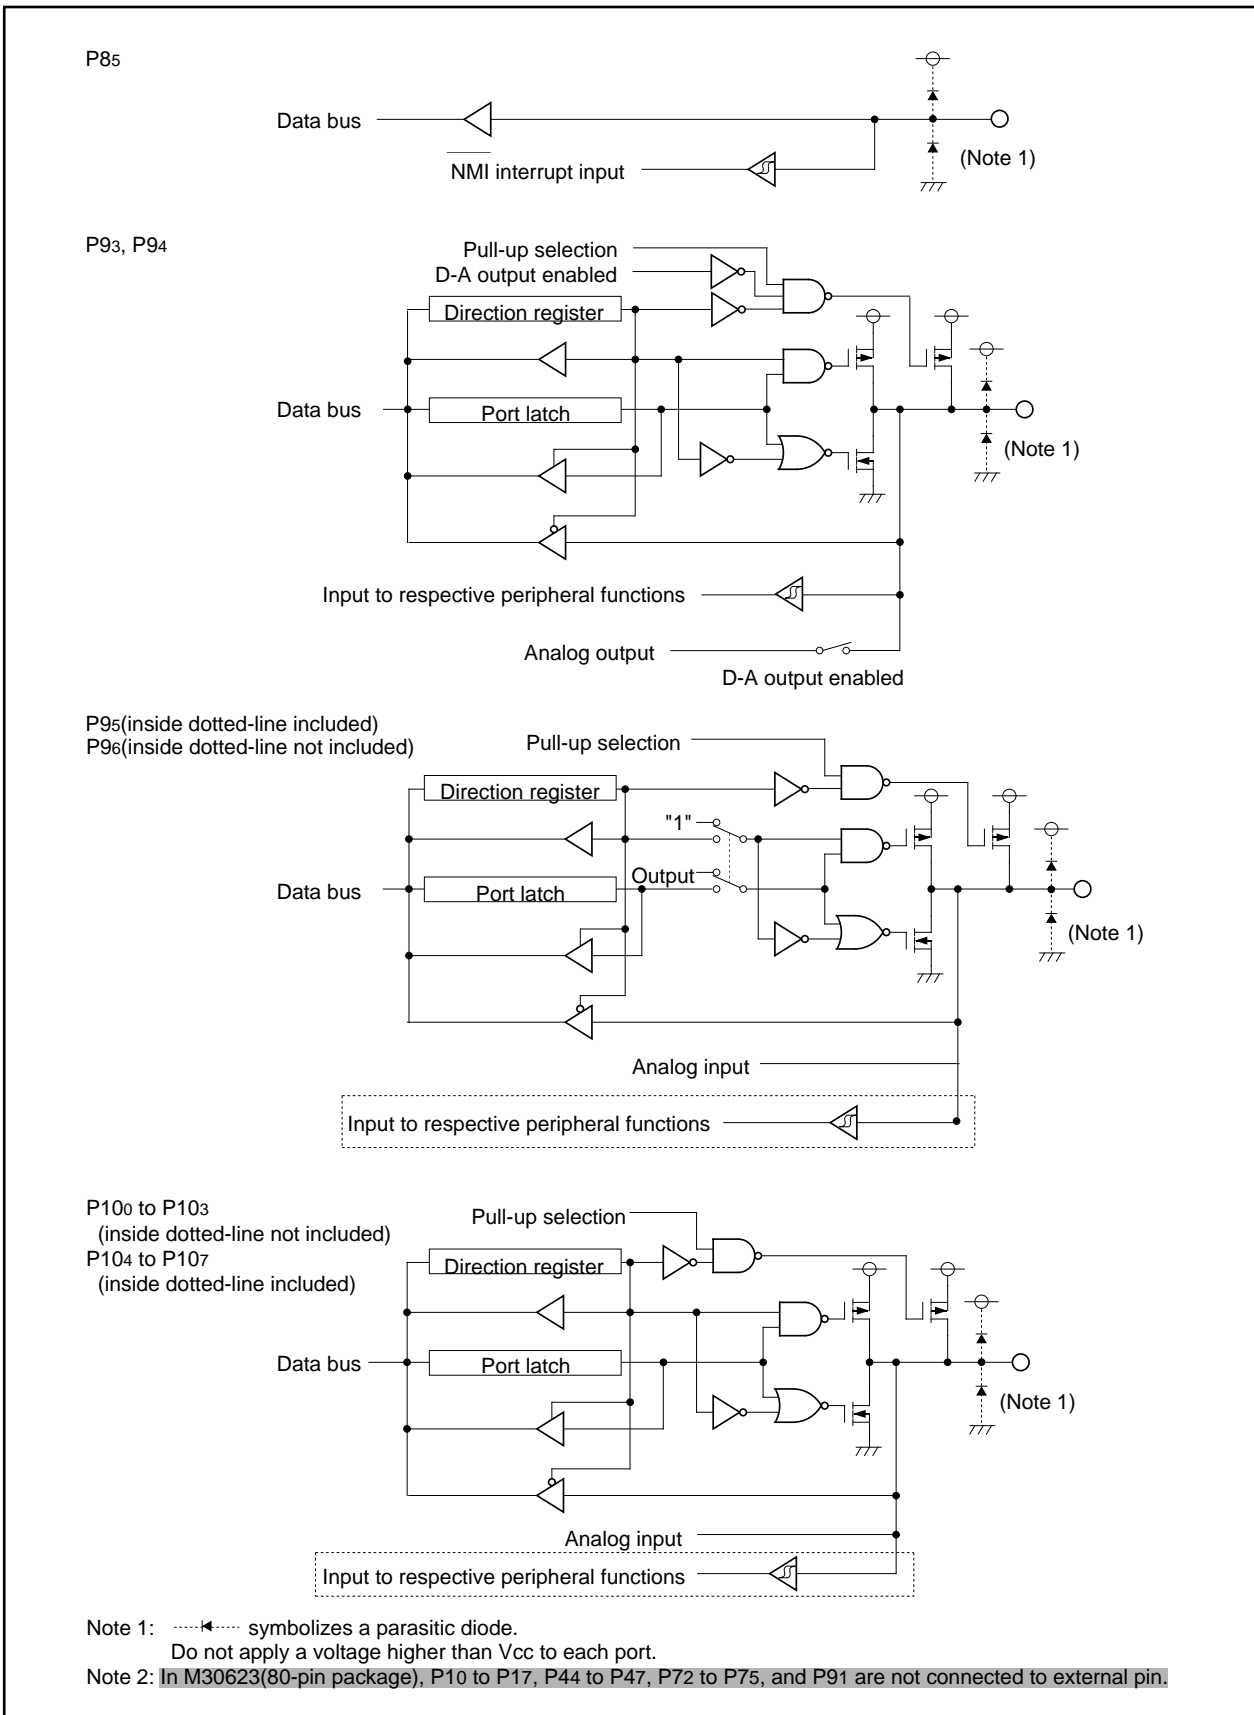 P85
Data bus
NMI interrupt input
(Note 1)
P93, P94
Pull-up selection
D-A output enabled
Direction register
Data bus
Port latch
(Note 1)
Input to respective peripheral functions
Analog output
D-A output enabled
P95(inside dotted-line included)
P96(inside dotted-line not included)
Pull-up selection
Direction register
"1"
Output
Data bus
Port latch
(Note 1)
Analog input
Input to respective peripheral functions
P100 to P103
(inside dotted-line not included)
P104 to P107
(inside dotted-line included)
Pull-up selection
Direction register
Data bus
Port latch
(Note 1)
Analog input
Input to respective peripheral functions
Note 1: symbolizes a parasitic diode.
Do not apply a voltage higher than Vcc to each port.
Note 2: In M30623(80-pin package), P10 to P17, P44 to P47, P72 to P75, and P91 are not connected to external pin.